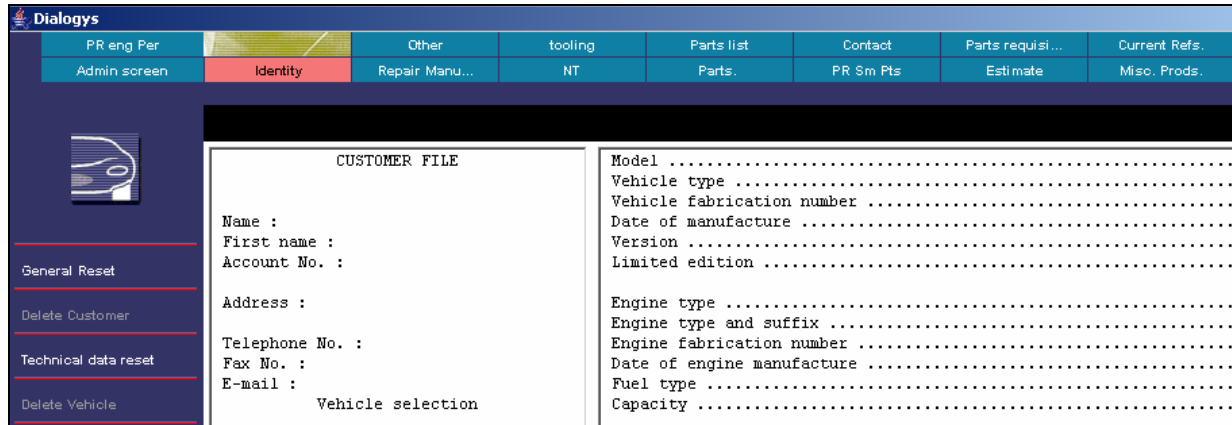 Dialogys
PR eng Per Other tooling Parts list Contact Parts requisi... Current Refs.
Admin screen Identity Repair Manu... NT Parts. PR Sm Pts Estimate Misc. Prods.
General Reset
Delete Customer
Technical data reset
Delete Vehicle
CUSTOMER FILE
Name :
First name :
Account No. :
Address :
Telephone No. :
Fax No. :
E-mail :
Vehicle selection
Model ......................................................
Vehicle type ..............................................
Vehicle fabrication number ................................
Date of manufacture .......................................
Version ....................................................
Limited edition ...........................................
Engine type ................................................
Engine type and suffix ....................................
Engine fabrication number .................................
Date of engine manufacture ................................
Fuel type ..................................................
Capacity ...................................................